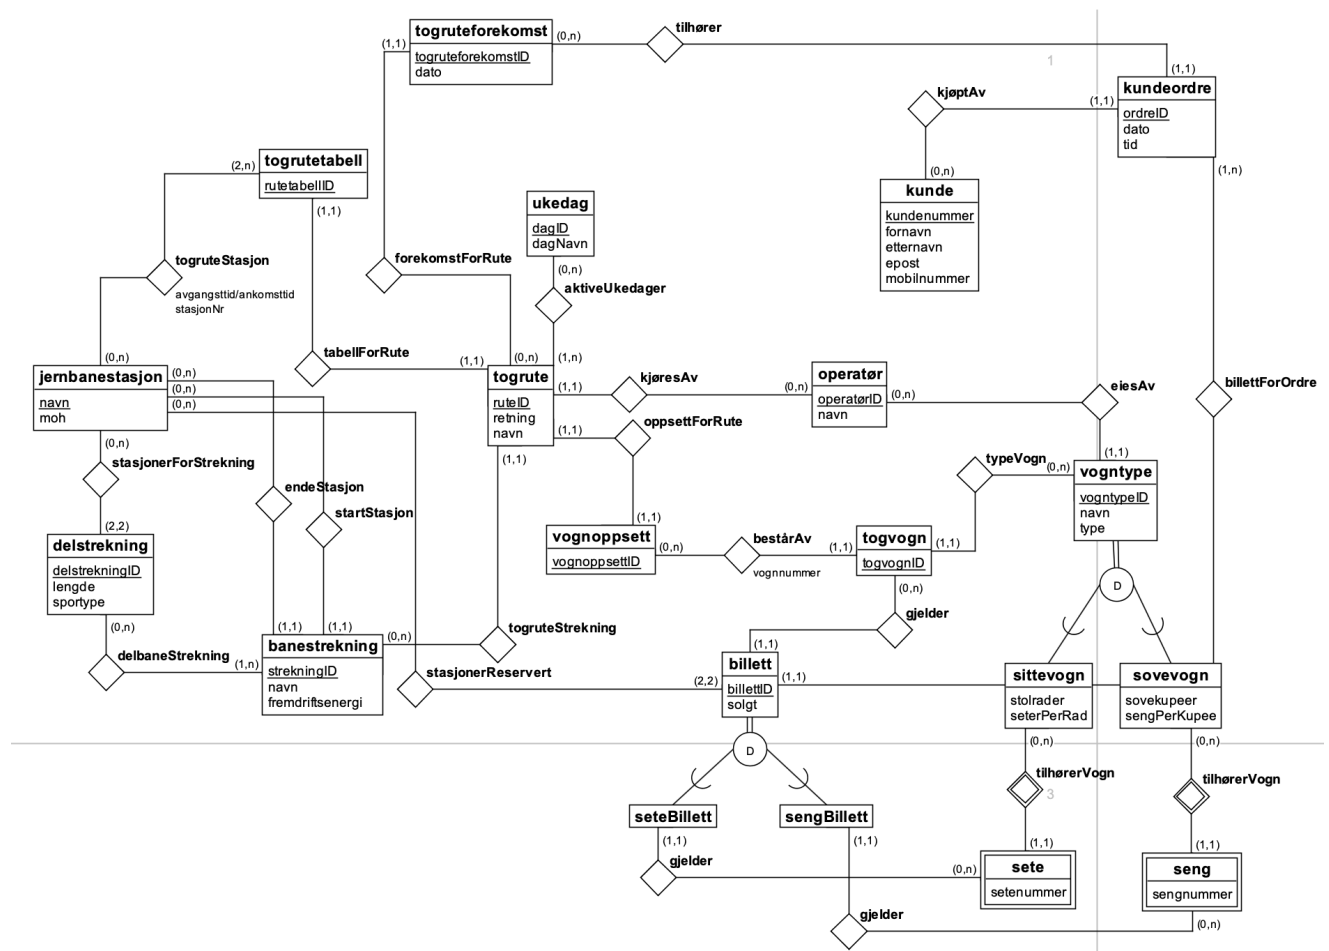 togruteforekomst
togruteforekomstID
dato
(1,1)
(0,n)
tilhører
1
(1,1)
kundeordre
ordreID
dato
tid
(1,1)
(1,n)
kjøptAv
(0,n)
kunde
kundenummer
fornavn
etternavn
epost
mobilnummer
togrutetabell
rutetabellID
(2,n)
(1,1)
ukedag
dagID
dagNavn
(0,n)
aktiveUkedager
(1,n)
togruteStasjon
avgangsttid/ankomsttid
stasjonNr
forekomstForRute
(0,n)
tabellForRute
(1,1)
(0,n)
jernbanestasjon
navn
moh
(0,n)
(0,n)
(0,n)
(0,n)
togrute
ruteID
retning
navn
(1,1)
(1,1)
(1,1)
kjøresAv
(0,n)
operatør
operatørID
navn
(0,n)
eiesAv
(1,1)
billettForOrdre
oppsettForRute
(1,1)
stasjonerForStrekning
(2,2)
endeStasjon
startStasjon
typeVogn
(0,n)
vogntype
vogntypeID
navn
type
D
vognoppsett
vognoppsettID
(0,n)
bestårAv
vognnummer
(1,1)
togvogn
togvognID
(1,1)
(0,n)
gjelder
delstrekning
delstrekningID
lengde
sportype
(0,n)
delbaneStrekning
(1,n)
(1,1)
(1,1)
banestrekning
strekningID
navn
fremdriftsenergi
(0,n)
togruteStrekning
stasjonerReservert
(2,2)
(1,1)
billett
billettID
solgt
(1,1)
D
sittevogn
stolrader
seterPerRad
(0,n)
sovevogn
sovekupeer
sengPerKupee
(0,n)
tilhørerVogn
3
tilhørerVogn
seteBillett
(1,1)
gjelder
sengBillett
(1,1)
gjelder
(1,1)
(0,n)
sete
setenummer
(1,1)
seng
sengnummer
(0,n)